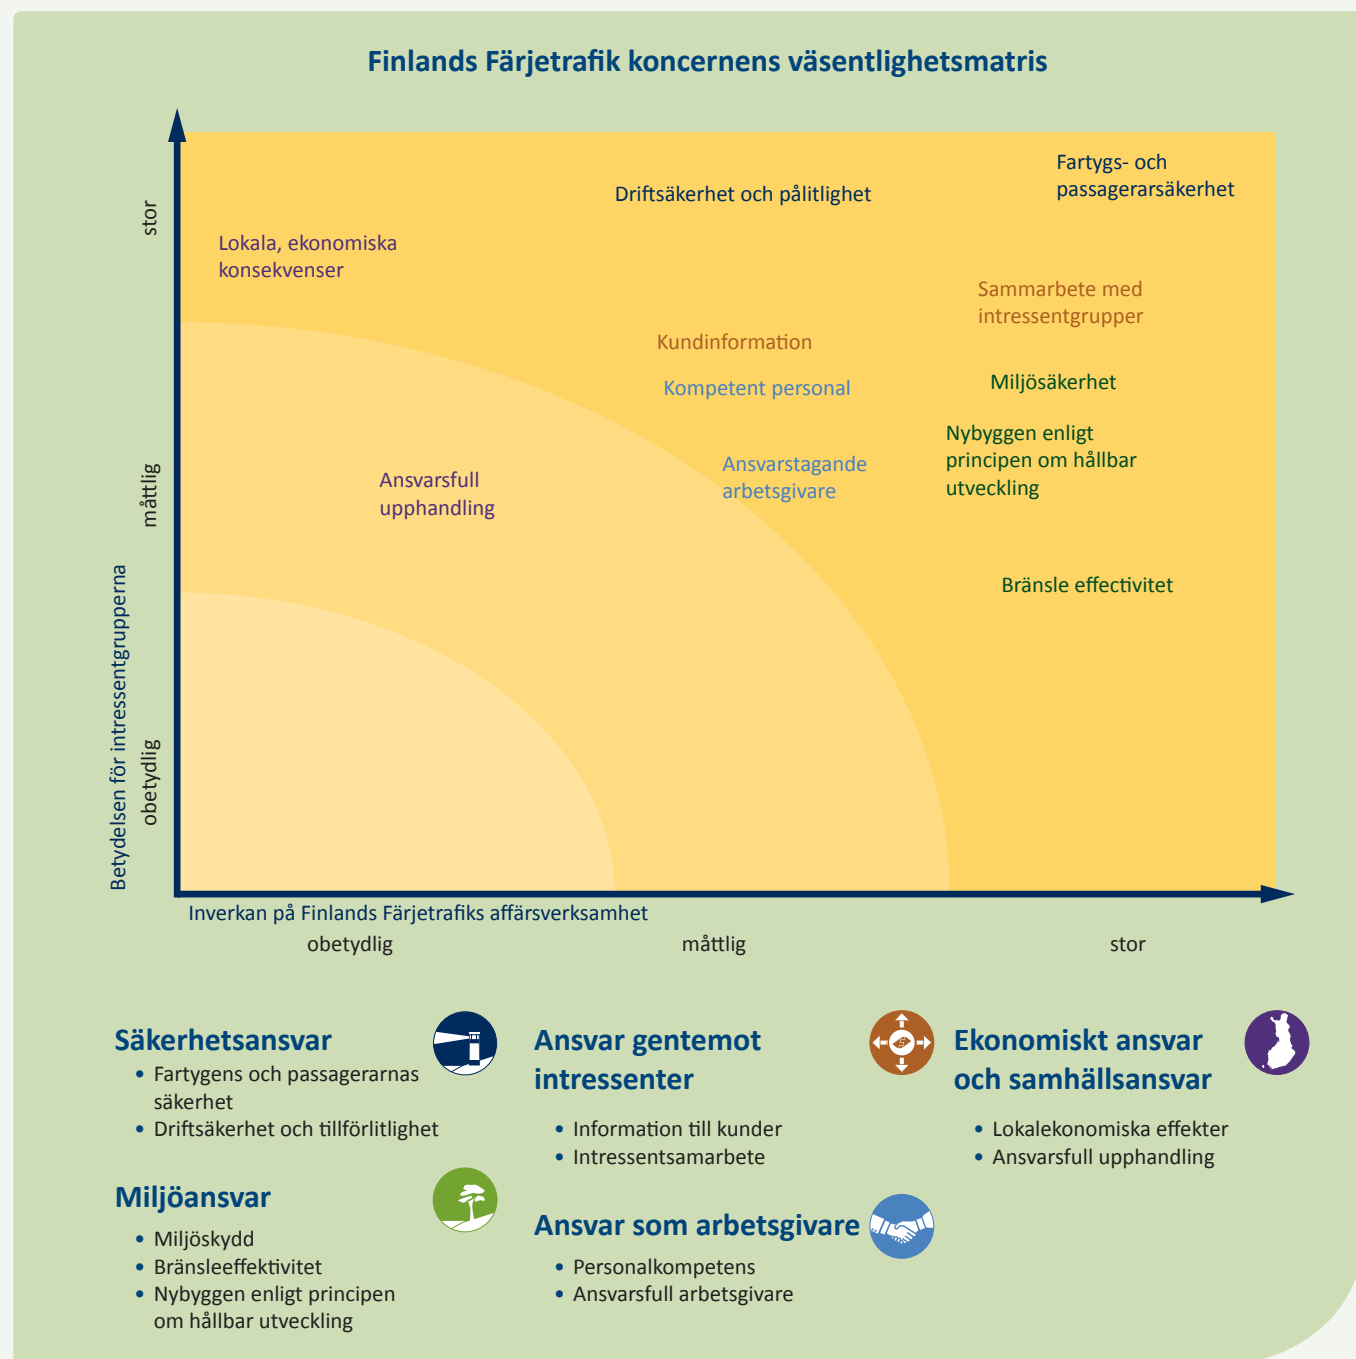 Finlands Färjetrafik koncernens väsentlighetsmatris
Fartygs- och
passagerarsäkerhet
Driftsäkerhet och pålitlighet
stor
Lokala, ekonomiska
konsekvenser
Sammarbete med
intressentgrupper
Kundinformation
Kompetent personal
Miljösäkerhet
Nybyggen enligt
principen om hållbar
utveckling
Ansvarstagande
arbetsgivare
måttlig
Ansvarsfull
upphandling
Bränsle effectivitet
Betydelsen för intressentgrupperna
obetydlig
Inverkan på Finlands Färjetrafiks affärsverksamhet
obetydlig
måttlig
stor
Säkerhetsansvar
• Fartygens och passagerarnas
säkerhet
• Driftsäkerhet och tillförlitlighet
Miljöansvar
• Miljöskydd
• Bränsleeffektivitet
• Nybyggen enligt principen
om hållbar utveckling
Ansvar gentemot
intressenter
• Information till kunder
• Intressentsamarbete
Ansvar som arbetsgivare
• Personalkompetens
• Ansvarsfull arbetsgivare
Ekonomiskt ansvar
och samhällsansvar
• Lokalekonomiska effekter
• Ansvarsfull upphandling